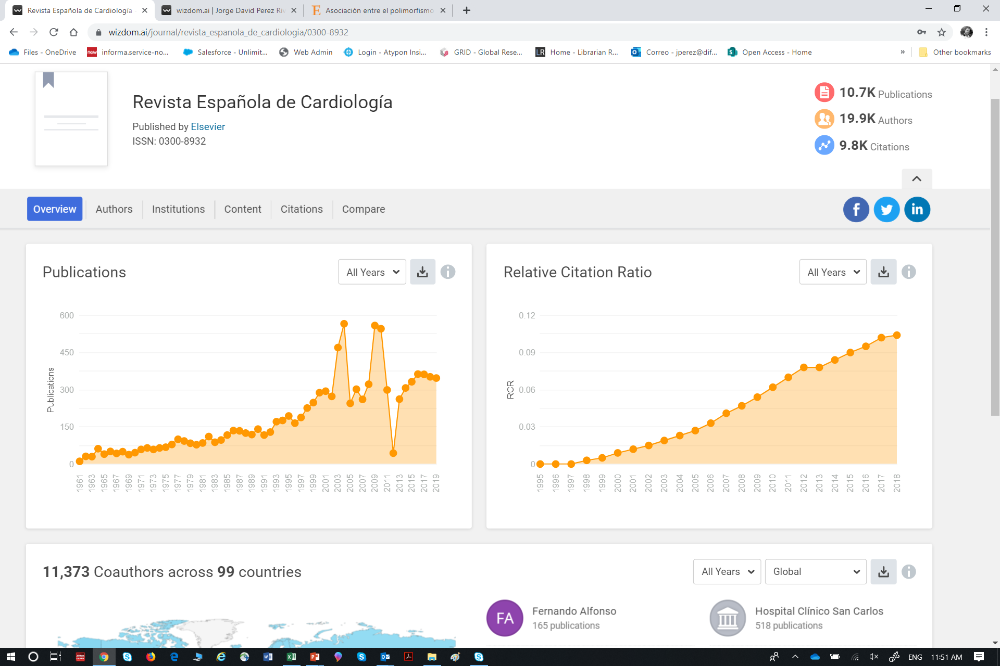 Revista Española de Cardiología -
wizdom.ai | Jorge David Perez Riv
Asociación entre el polimorfismo
wizdom.ai/journal/revista_espanola_de_cardiologia/0300-8932
Files - OneDrive
now informa.service-no...
Salesforce - Unlimit...
Web Admin
Login - Atypon Insi...
GRID - Global Rese...
LR Home - Librarian R...
Correo - jperez@dif...
Open Access - Home
»
Other bookmarks
Revista Española de Cardiología
Published by Elsevier
ISSN: 0300-8932
10.7K Publications
19.9K Authors
9.8K Citations
Overview Authors Institutions Content Citations Compare
f in
Publications
All Years
600
450
300
150
0
Publications
1961 1963 1965 1967 1969 1971 1973 1975 1977 1979 1981 1983 1985 1987 1989 1991 1993 1995 1997 1999 2001 2003 2005 2007 2009 2011 2013 2015 2017 2019
Relative Citation Ratio
All Years
0.12
0.09
0.06
0.03
0
RCR
1995 1996 1997 1998 1999 2000 2001 2002 2003 2004 2005 2006 2007 2008 2009 2010 2011 2012 2013 2014 2015 2016 2017 2018
11,373 Coauthors across 99 countries
All Years
Global
FA
Fernando Alfonso
165 publications
Hospital Clínico San Carlos
518 publications
ENG
11:51 AM